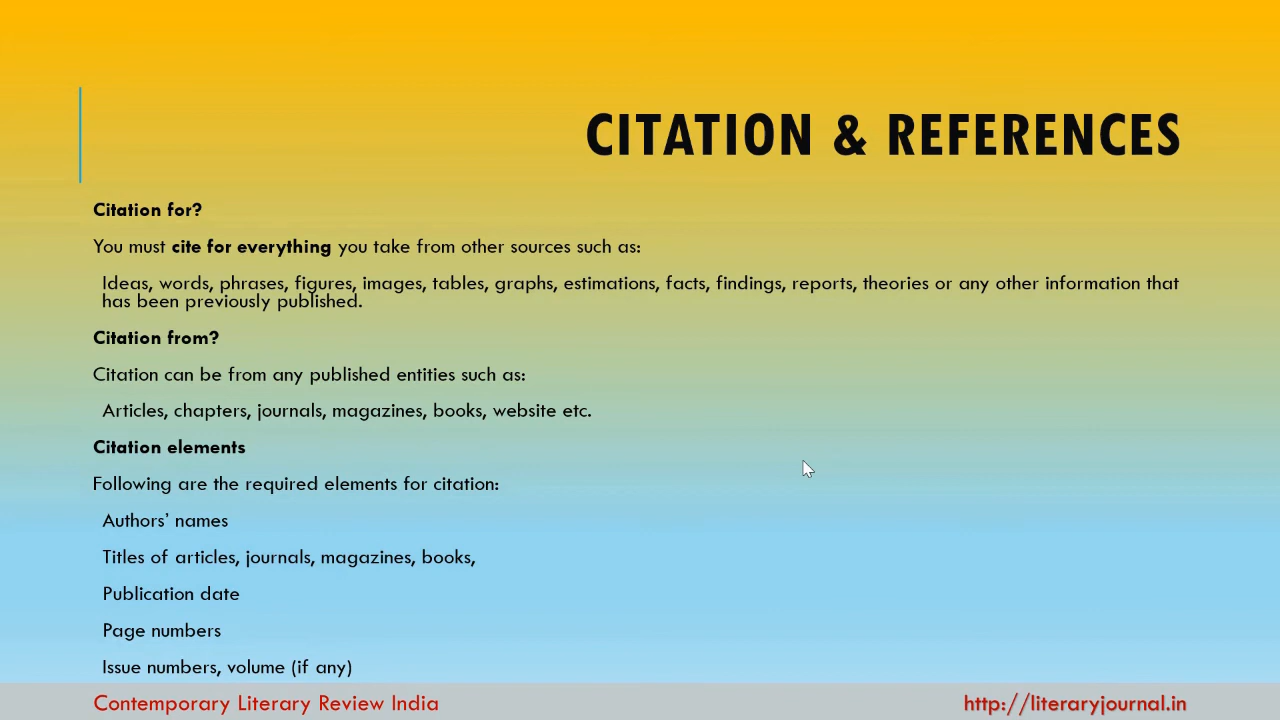 CITATION & REFERENCES
Citation for?
You must cite for everything you take from other sources such as:
Ideas, words, phrases, figures, images, tables, graphs, estimations, facts, findings, reports, theories or any other information that
has been previously published.
Citation from?
Citation can be from any published entities such as:
Articles, chapters, journals, magazines, books, website etc.
Citation elements
Following are the required elements for citation:
Authors’ names
Titles of articles, journals, magazines, books,
Publication date
Page numbers
Issue numbers, volume (if any)
Contemporary Literary Review India
http://literaryjournal.in